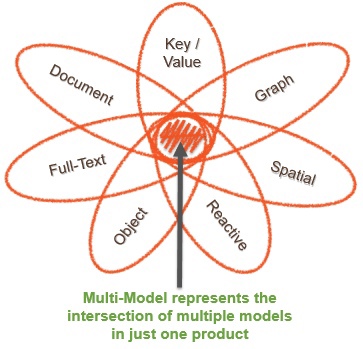 Key /
Value
Document
Graph
Full-Text
Spatial
Object
Reactive
Multi-Model represents the
intersection of multiple models
in just one product